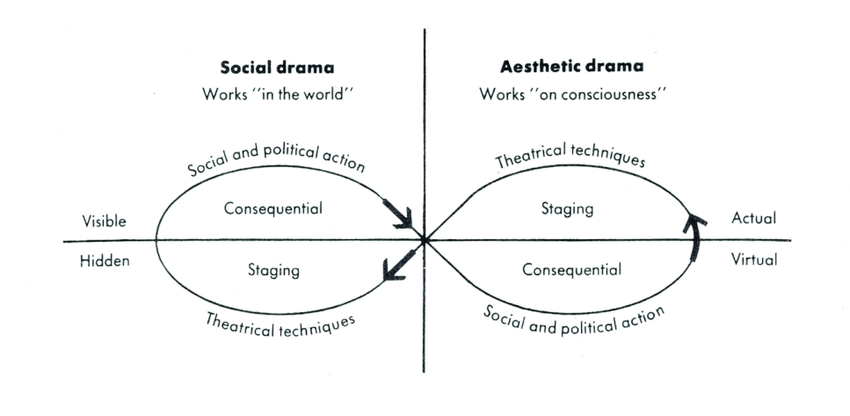 Social drama
Works "in the world"
Aesthetic drama
Works "on consciousness"
Social and political action
Theatrical techniques
Consequential
Staging
Visible
Actual
Hidden
Virtual
Staging
Consequential
Theatrical techniques
Social and political action